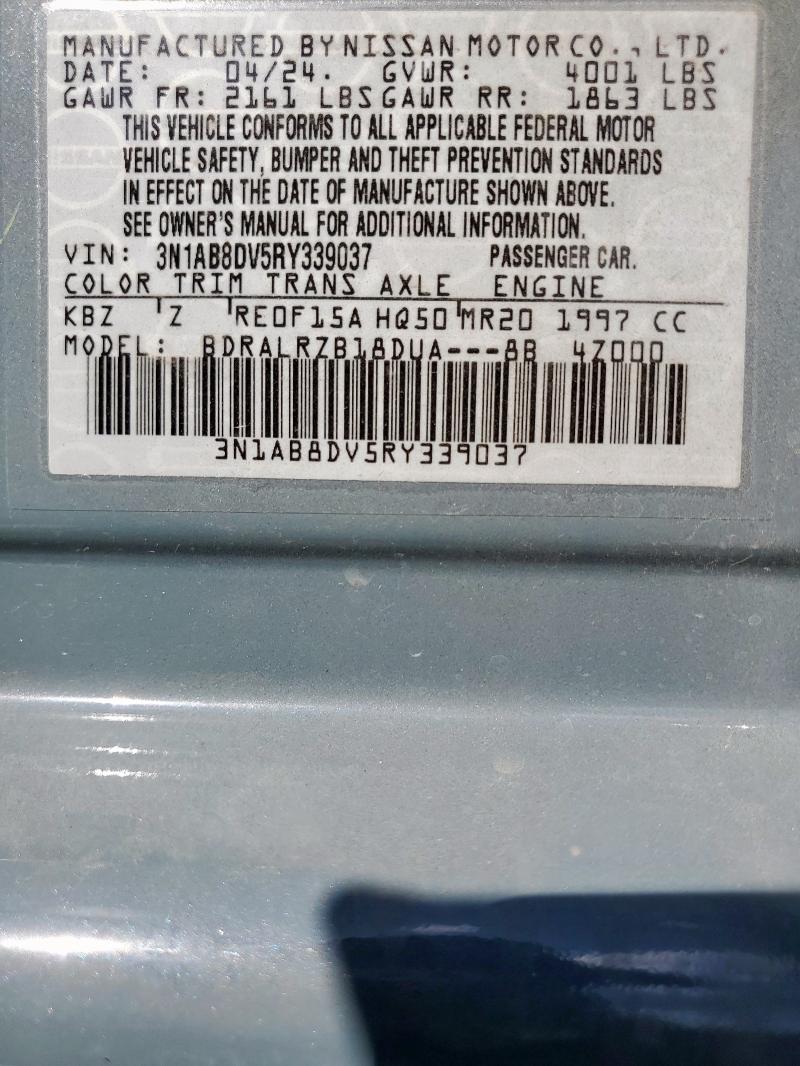 MANUFACTURED BY NISSAN MOTOR CO., LTD.
DATE: 04/24. GVWR: 4001 LBS
GAWR FR: 2161 LBS GAWR RR: 1863 LBS
THIS VEHICLE CONFORMS TO ALL APPLICABLE FEDERAL MOTOR
VEHICLE SAFETY, BUMPER AND THEFT PREVENTION STANDARDS
IN EFFECT ON THE DATE OF MANUFACTURE SHOWN ABOVE.
SEE OWNER'S MANUAL FOR ADDITIONAL INFORMATION.
VIN: 3N1AB8DV5RY339037 PASSENGER CAR.
COLOR TRIM TRANS AXLE ENGINE
KBZ Z RE0F15A HQ50 MR20 1997 CC
MODEL: BDRALRZB18DUA---8B 4Z000
3N1AB8DV5RY339037